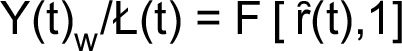 Y(t)w/Ł(t) = F [ r̂(t),1]